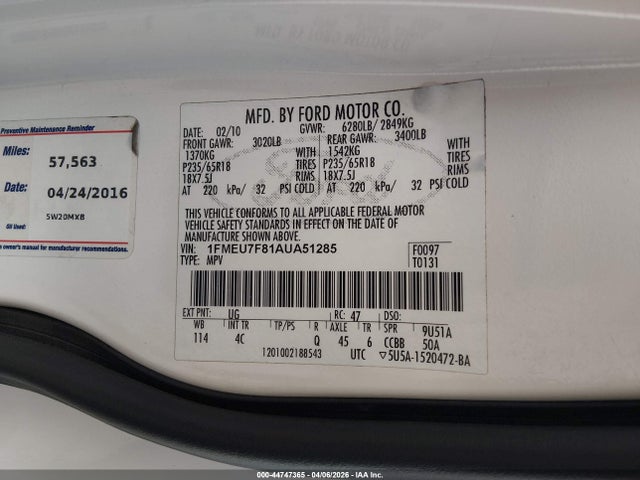 Preventive Maintenance Reminder
Miles: 57,563
Date: 04/24/2016
Oil Used: 5W20MXB
owner's manual for maintenance and
MFD. BY FORD MOTOR CO.
DATE: 02/10 GVWR: 6280LB/ 2849KG
FRONT GAWR: 3020LB REAR GAWR: 3400LB
1370KG WITH 1542KG WITH
P235/65R18 TIRES P235/65R18 TIRES
18X7.5J RIMS 18X7.5J RIMS
AT 220 kPa/ 32 PSI COLD AT 220 kPa/ 32 PSI COLD
THIS VEHICLE CONFORMS TO ALL APPLICABLE FEDERAL MOTOR
VEHICLE SAFETY STANDARDS IN EFFECT ON THE DATE OF
MANUFACTURE SHOWN ABOVE.
VIN: 1FMEU7F81AUA51285 F0097
TYPE: MPV T0131
EXT PNT: UG RC: 47 DSO:
WB INT TR TP/PS R AXLE TR SPR 9U51A
114 4C Q 45 6 CCBB 50A
1201002188543 UTC ▽5U5A-1520472-BA
000-44747365 - 04/06/2026 - IAA Inc.